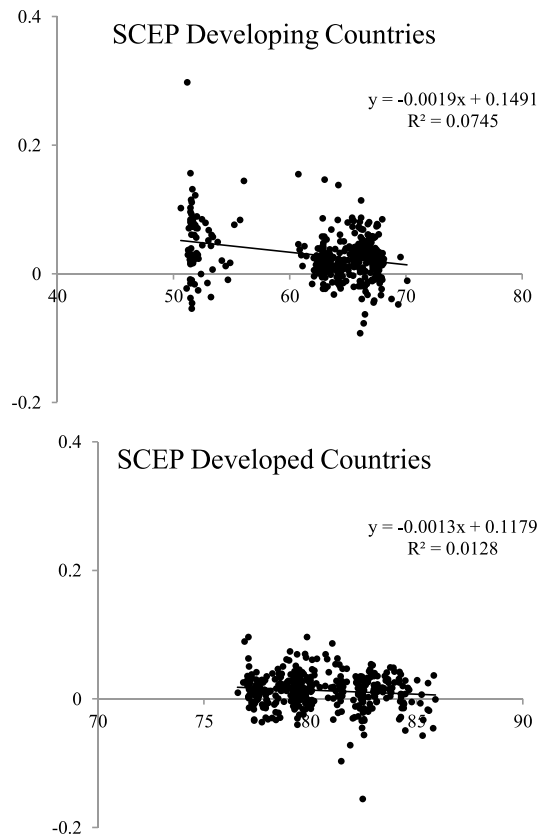 SCEP Developing Countries
0.4
y = -0.0019x + 0.1491
R² = 0.0745
0.2
0
40 50 60 70 80
-0.2
0.4
SCEP Developed Countries
y = -0.0013x + 0.1179
R² = 0.0128
0.2
0
70 75 80 85 90
-0.2